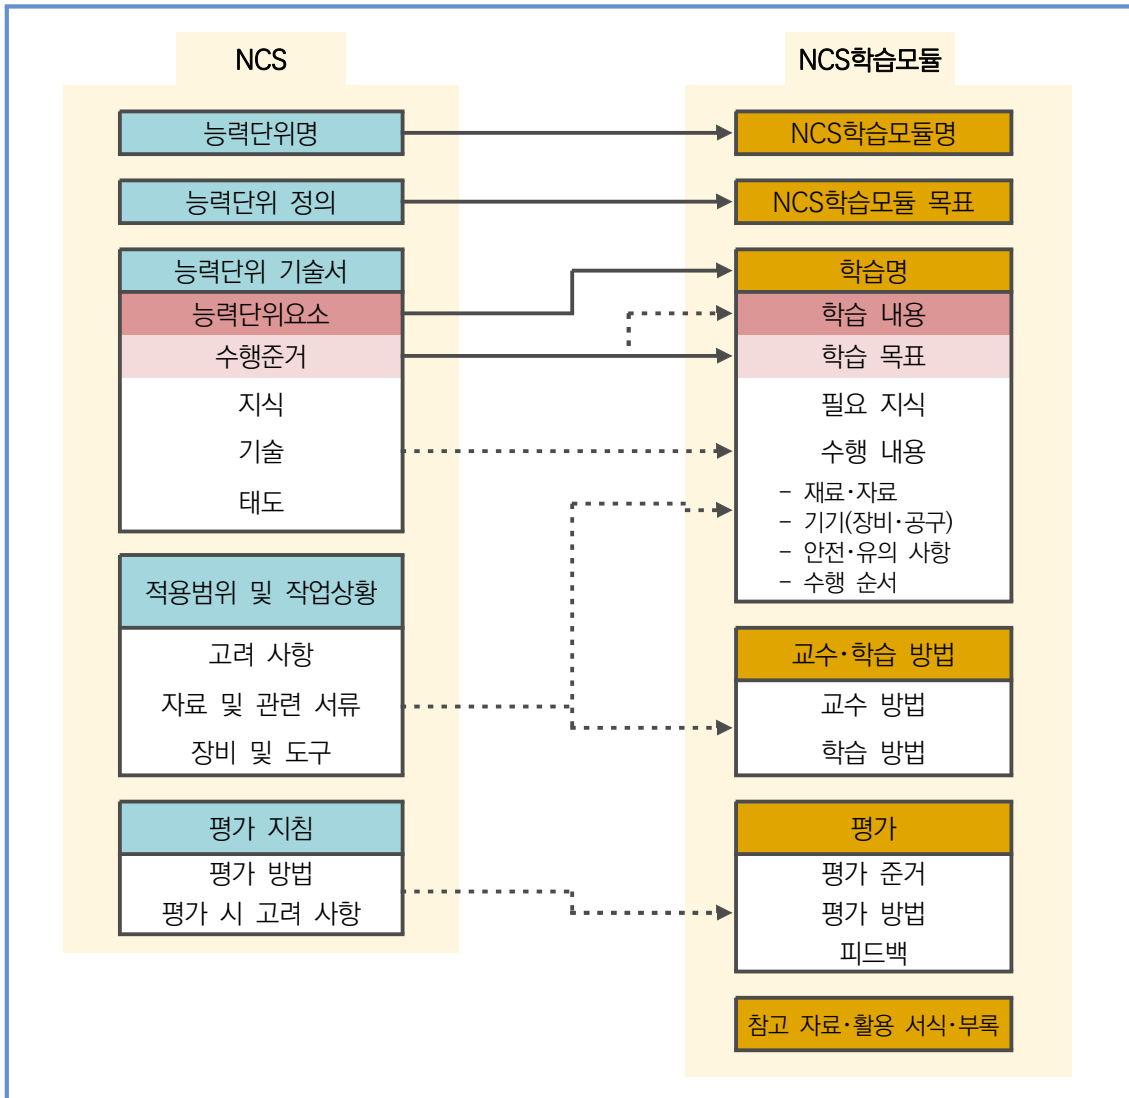 NCS
능력단위명
능력단위 정의
능력단위 기술서
능력단위요소
수행준거
지식
기술
태도
적용범위 및 작업상황
고려 사항
자료 및 관련 서류
장비 및 도구
평가 지침
평가 방법
평가 시 고려 사항
NCS학습모듈
NCS학습모듈명
NCS학습모듈 목표
학습명
학습 내용
학습 목표
필요 지식
수행 내용
- 재료·자료
- 기기(장비·공구)
- 안전·유의 사항
- 수행 순서
교수·학습 방법
교수 방법
학습 방법
평가
평가 준거
평가 방법
피드백
참고 자료·활용 서식·부록